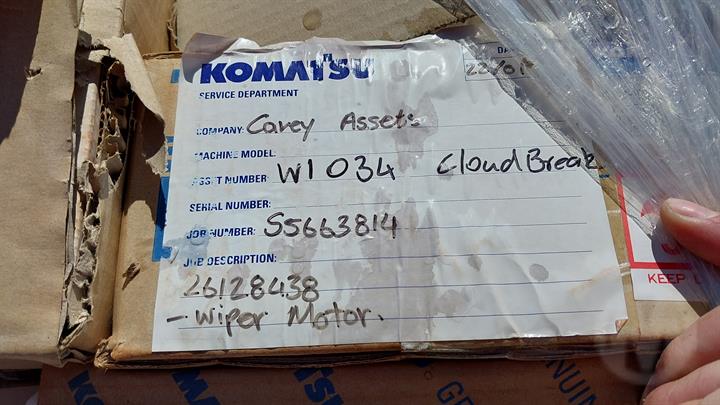 KOMATSU
SERVICE DEPARTMENT
COMPANY: Carey Assets
MACHINE MODEL:
ASSET NUMBER: W1034 CloudBreak
SERIAL NUMBER:
JOB NUMBER: S5663814
JOB DESCRIPTION:
26128438
- Wiper Motor.
KEEP
KOMATSU